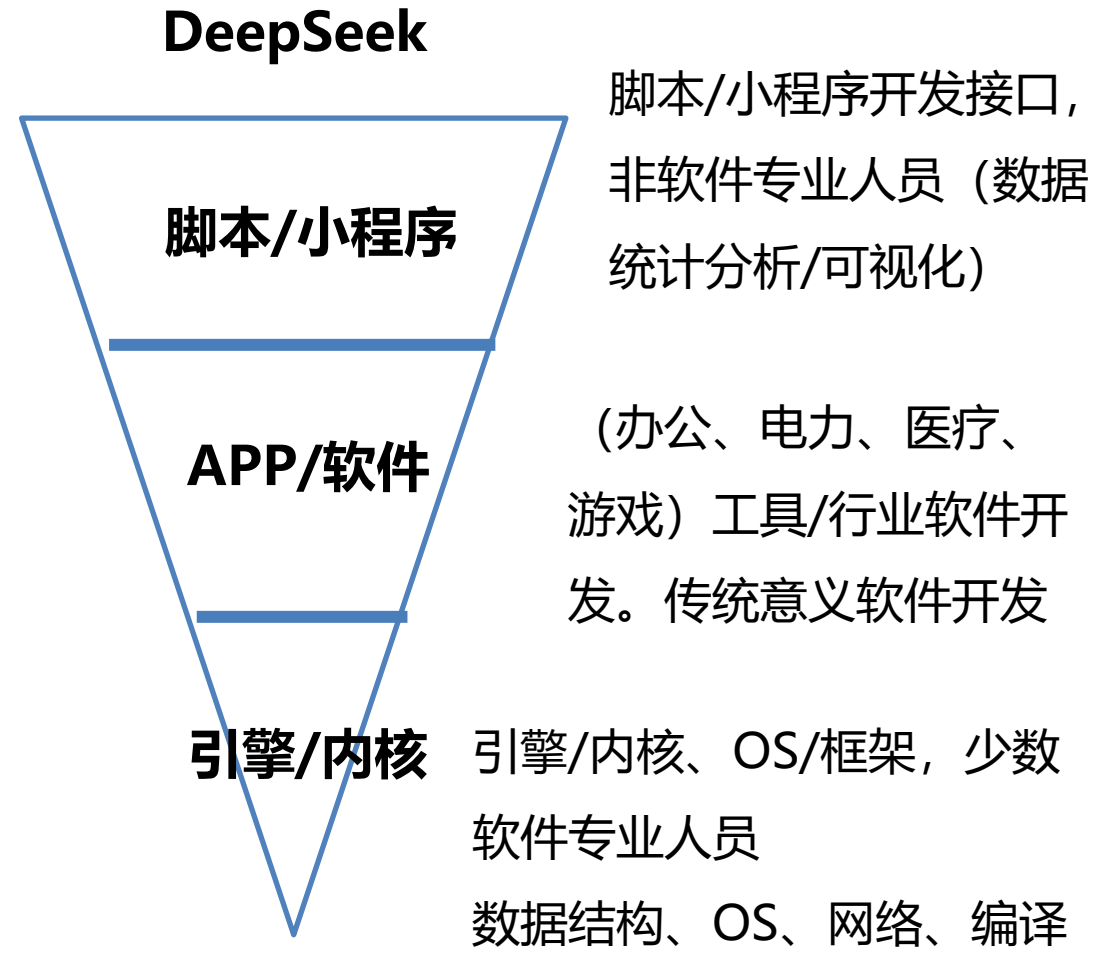 DeepSeek
脚本/小程序
脚本/小程序开发接口，
非软件专业人员（数据
统计分析/可视化）
APP/软件
（办公、电力、医疗、
游戏）工具/行业软件开
发。传统意义软件开发
引擎/内核
引擎/内核、OS/框架，少数
软件专业人员
数据结构、OS、网络、编译